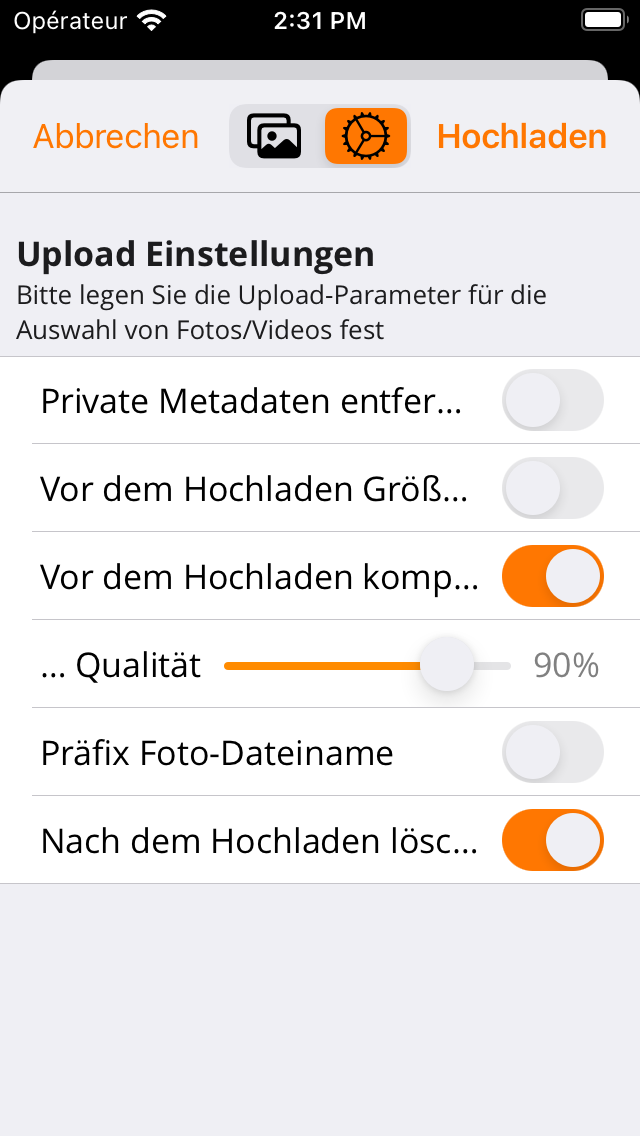 Opérateur 2:31 PM
Abbrechen Hochladen
Upload Einstellungen
Bitte legen Sie die Upload-Parameter für die
Auswahl von Fotos/Videos fest
Private Metadaten entfer...
Vor dem Hochladen Größ...
Vor dem Hochladen komp...
... Qualität 90%
Präfix Foto-Dateiname
Nach dem Hochladen lösc...